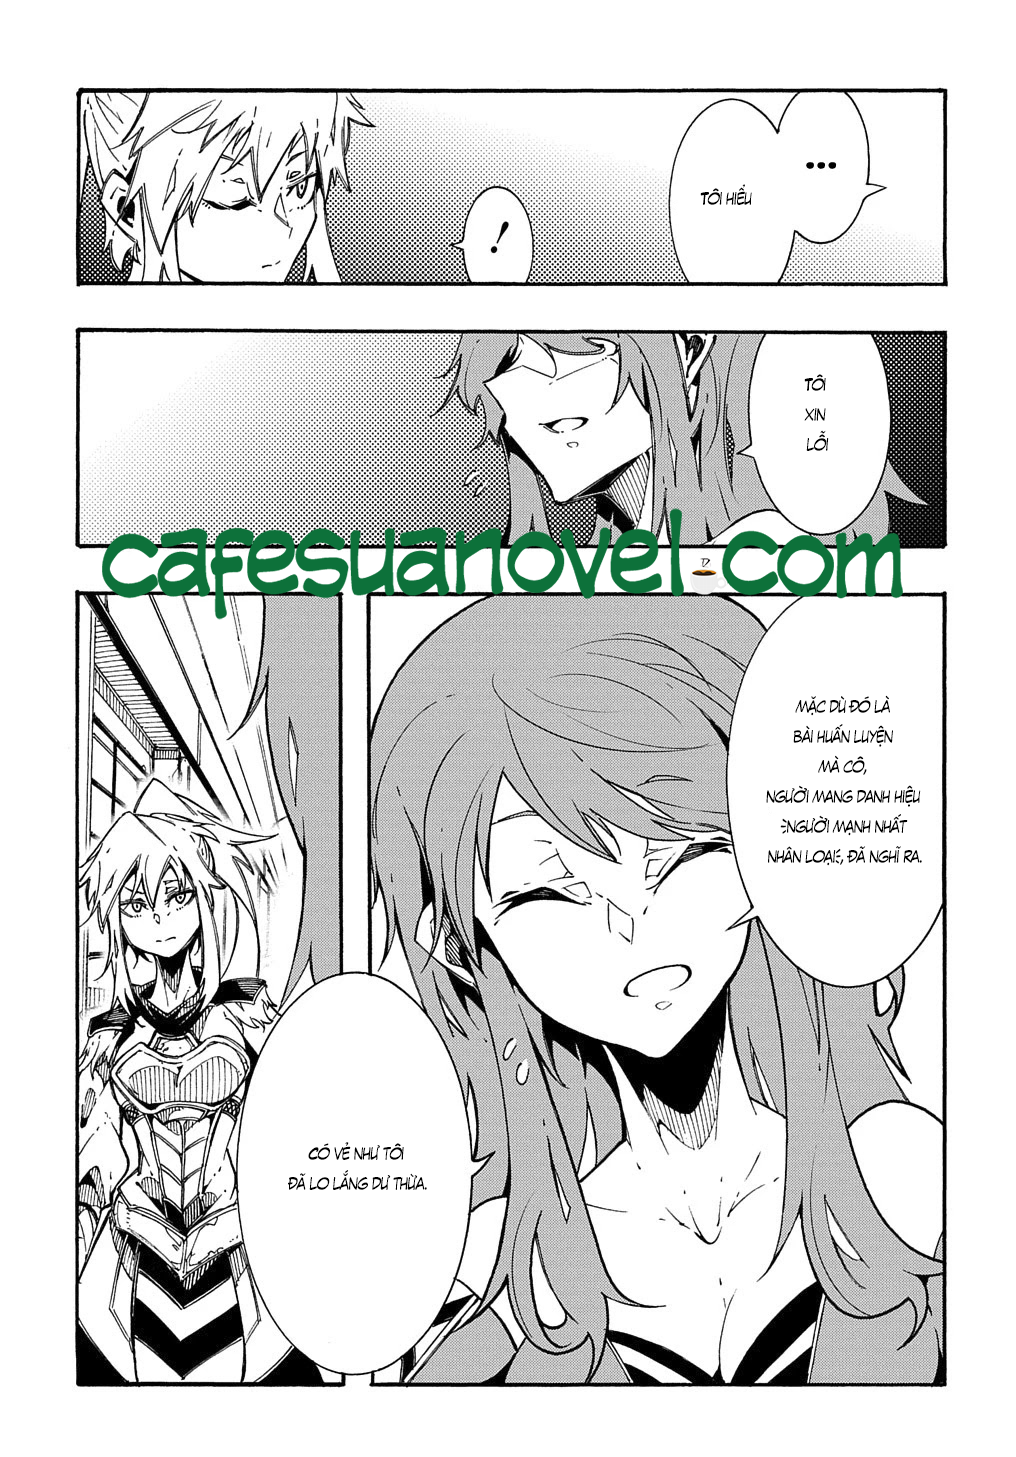 ...
TÔI HIỂU
!
TÔI
XIN
LỖI
cafesuanovel.com
MẶC DÙ ĐÓ LÀ
BÀI HUẤN LUYỆN
MÀ CÔ,
NGƯỜI MANG DANH HIỆU
⟨NGƯỜI MẠNH NHẤT
NHÂN LOẠI⟩, ĐÃ NGHĨ RA.
CÓ VẺ NHƯ TÔI
ĐÃ LO LẮNG DƯ THỪA.